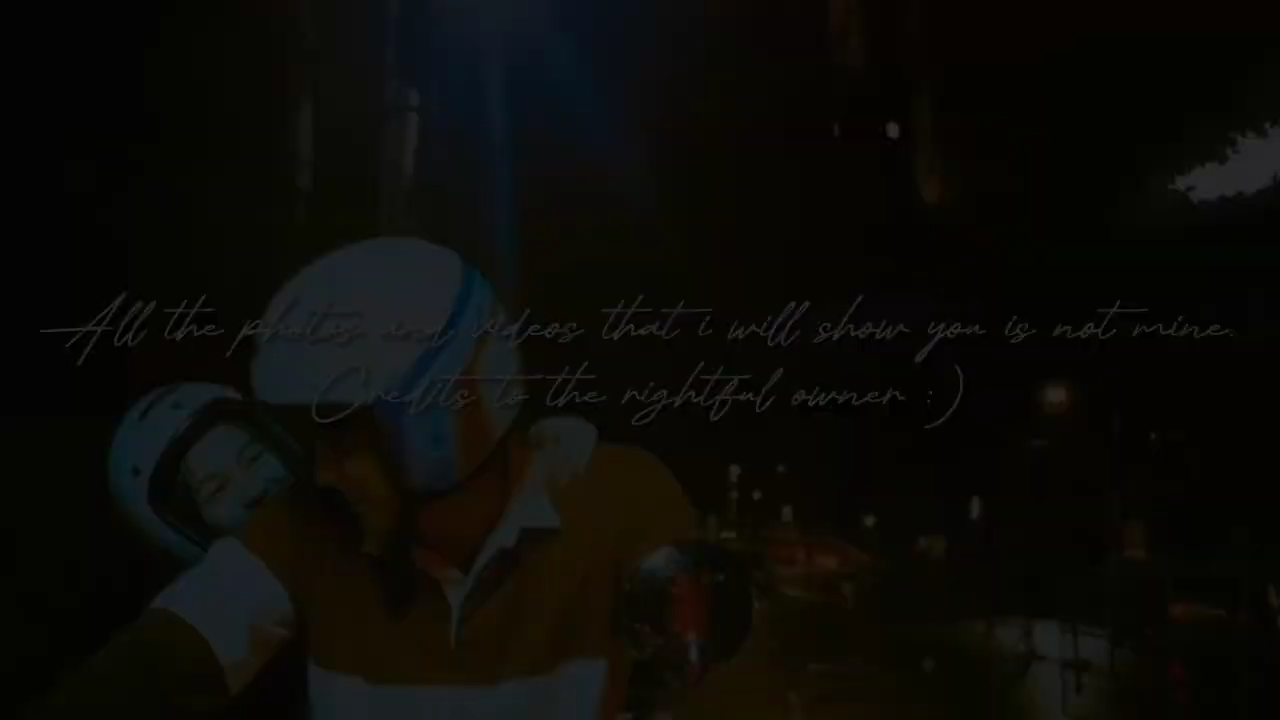 All the photos and videos that i will show you is not mine.
Credits to the rightful owner :)